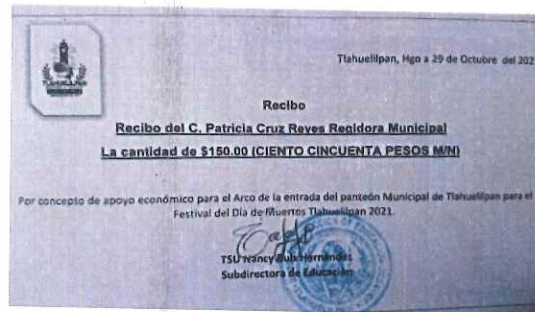 TLAHUELILPAN
Tlahuelilpan, Hgo a 29 de Octubre del 202
Recibo
Recibo del C. Patricia Cruz Reyes Regidora Municipal
La cantidad de $150.00 (CIENTO CINCUENTA PESOS M/N)
Por concepto de apoyo económico para el Arco de la entrada del panteón Municipal de Tlahuelilpan para el
Festival del Día de Muertos Tlahuelilpan 2021.
TSU Nancy Ruis Hernández
Subdirectora de Educación